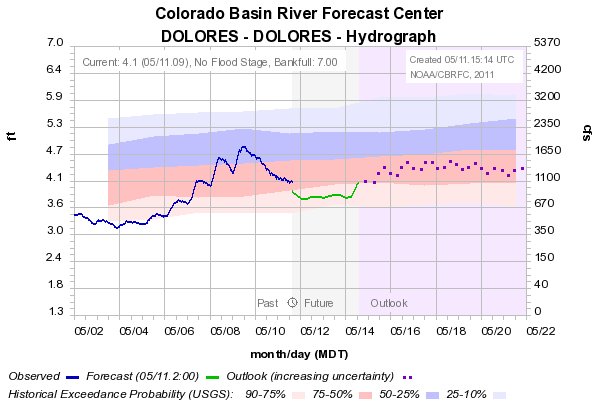 Colorado Basin River Forecast Center
DOLORES - DOLORES - Hydrograph
7.0 5370
Current: 4.1 (05/11.09), No Flood Stage, Bankfull: 7.00
Created 05/11.15:14 UTC
NOAA/CBRFC, 2011
6.4 4200
5.9 3200
5.3 2350
ft cfs
4.7 1650
4.1 1100
3.6 670
3.0 350
2.4 150
1.8 40
Past Future Outlook
1.3 0
05/02 05/04 05/06 05/08 05/10 05/12 05/14 05/16 05/18 05/20 05/22
month/day (MDT)
Observed Forecast (05/11.2:00) Outlook (increasing uncertainty)
Historical Exceedance Probability (USGS): 90-75% 75-50% 50-25% 25-10%